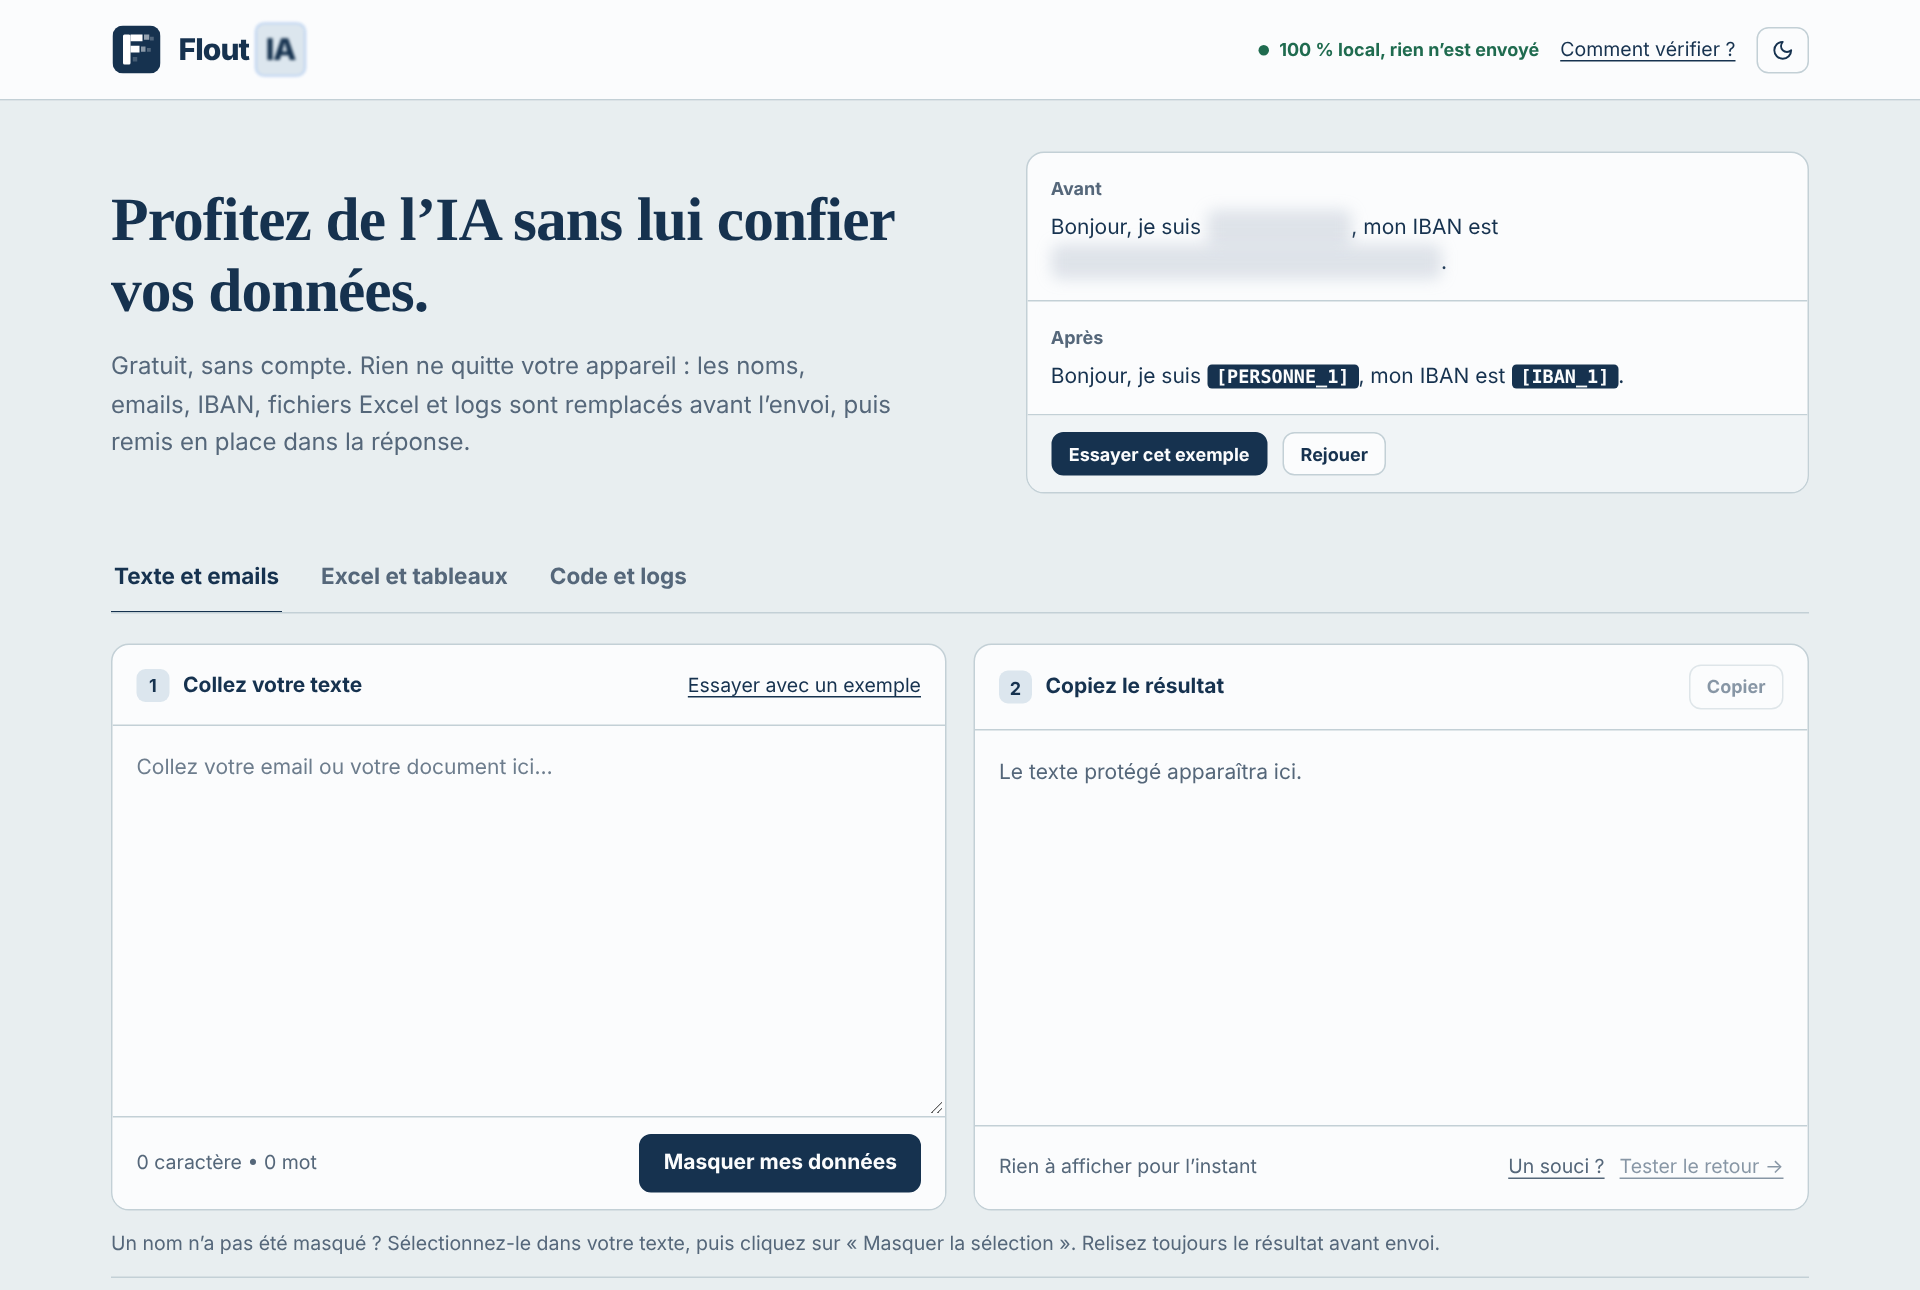 Flout IA
100 % local, rien n’est envoyé
Comment vérifier ?
Profitez de l’IA sans lui confier
vos données.
Gratuit, sans compte. Rien ne quitte votre appareil : les noms,
emails, IBAN, fichiers Excel et logs sont remplacés avant l’envoi, puis
remis en place dans la réponse.
Avant
Bonjour, je suis , mon IBAN est
.
Après
Bonjour, je suis [PERSONNE_1], mon IBAN est [IBAN_1].
Essayer cet exemple
Rejouer
Texte et emails
Excel et tableaux
Code et logs
1 Collez votre texte
Essayer avec un exemple
Collez votre email ou votre document ici...
0 caractère • 0 mot
Masquer mes données
2 Copiez le résultat
Copier
Le texte protégé apparaîtra ici.
Rien à afficher pour l’instant
Un souci ?
Tester le retour →
Un nom n’a pas été masqué ? Sélectionnez-le dans votre texte, puis cliquez sur « Masquer la sélection ». Relisez toujours le résultat avant envoi.